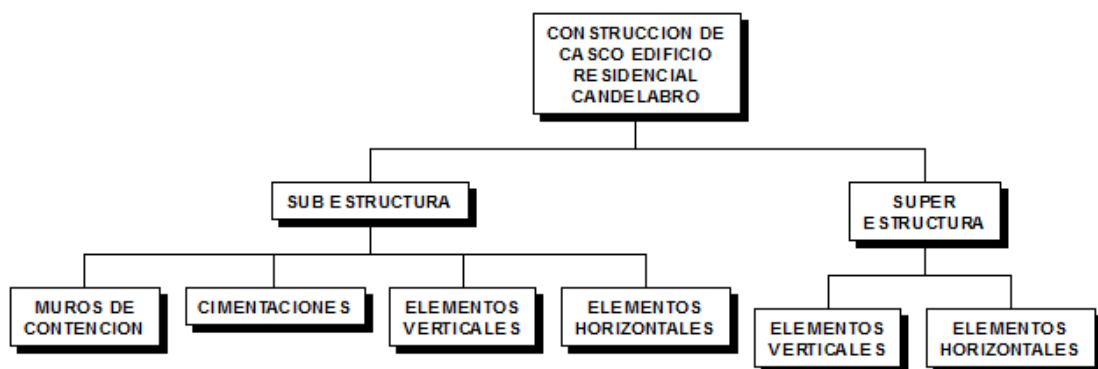 CONSTRUCCION DE
CASCO EDIFICIO
RESIDENCIAL
CANDELABRO
SUB ESTRUCTURA
SUPER
ESTRUCTURA
MUROS DE
CONTENCION
CIMENTACIONES
ELEMENTOS
VERTICALES
ELEMENTOS
HORIZONTALES
ELEMENTOS
VERTICALES
ELEMENTOS
HORIZONTALES